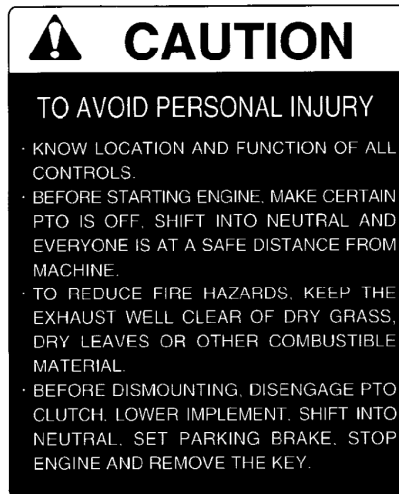 CAUTION
TO AVOID PERSONAL INJURY
· KNOW LOCATION AND FUNCTION OF ALL
CONTROLS.
· BEFORE STARTING ENGINE, MAKE CERTAIN
PTO IS OFF, SHIFT INTO NEUTRAL AND
EVERYONE IS AT A SAFE DISTANCE FROM
MACHINE.
· TO REDUCE FIRE HAZARDS, KEEP THE
EXHAUST WELL CLEAR OF DRY GRASS,
DRY LEAVES OR OTHER COMBUSTIBLE
MATERIAL.
· BEFORE DISMOUNTING, DISENGAGE PTO
CLUTCH. LOWER IMPLEMENT. SHIFT INTO
NEUTRAL. SET PARKING BRAKE. STOP
ENGINE AND REMOVE THE KEY.